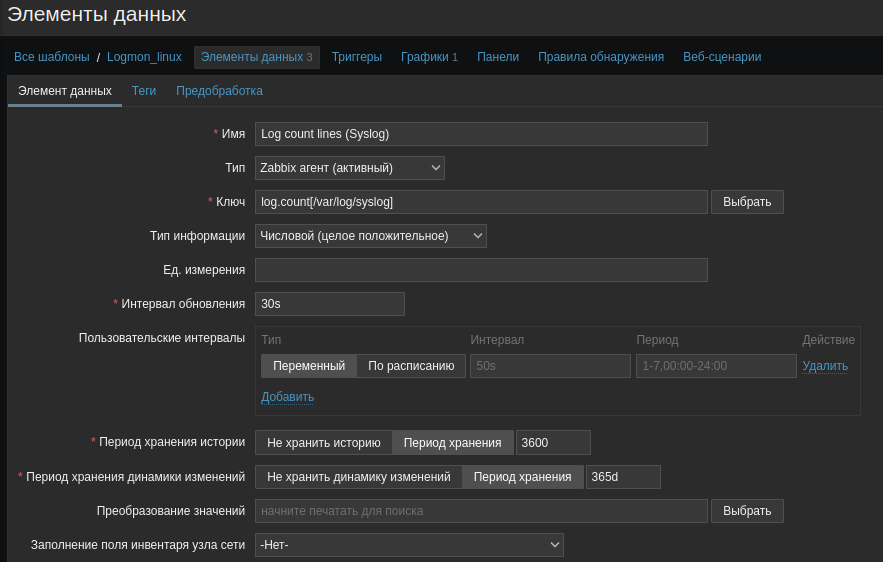 Элементы данных
Все шаблоны / Logmon_linux Элементы данных 3 Триггеры Графики 1 Панели Правила обнаружения Веб-сценарии
Элемент данных Теги Предобработка
* Имя Log count lines (Syslog)
Тип Zabbix агент (активный)
* Ключ log.count[/var/log/syslog] Выбрать
Тип информации Числовой (целое положительное)
Ед. измерения
* Интервал обновления 30s
Пользовательские интервалы Тип Интервал Период Действие
Переменный По расписанию 50s 1-7,00:00-24:00 Удалить
Добавить
* Период хранения истории Не хранить историю Период хранения 3600
* Период хранения динамики изменений Не хранить динамику изменений Период хранения 365d
Преобразование значений начните печатать для поиска Выбрать
Заполнение поля инвентаря узла сети -Нет-